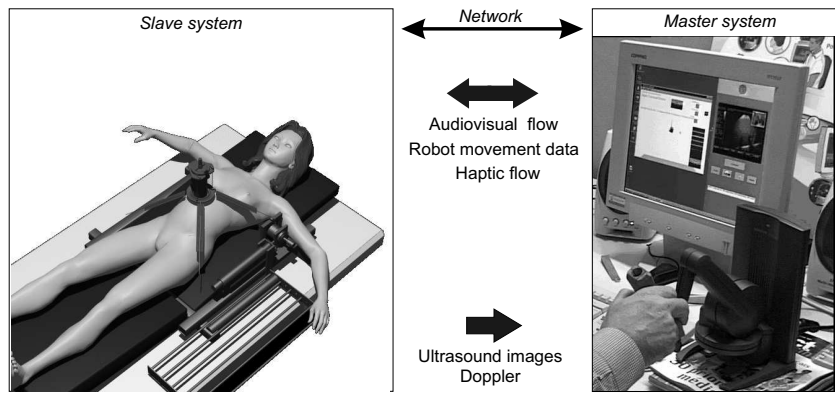 Slave system
Network
Master system
Audiovisual flow
Robot movement data
Haptic flow
Ultrasound images
Doppler